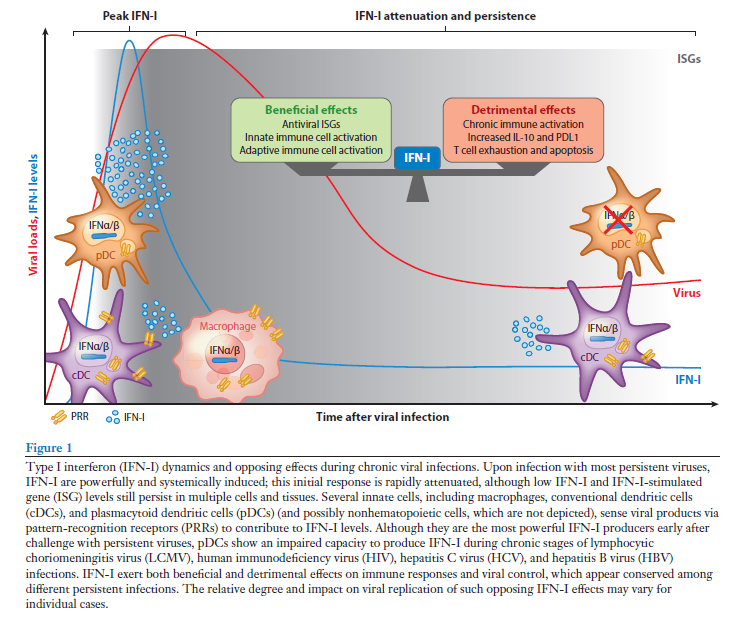 Peak IFN-I
IFN-I attenuation and persistence
ISGs
Beneficial effects
Antiviral ISGs
Innate immune cell activation
Adaptive immune cell activation
Detrimental effects
Chronic immune activation
Increased IL-10 and PDL1
T cell exhaustion and apoptosis
IFN-I
Viral loads, IFN-I levels
IFNα/β
pDC
IFNα/β
cDC
Macrophage
IFNα/β
IFNα/β
pDC
Virus
IFNα/β
cDC
IFN-I
PRR
IFN-I
Time after viral infection
Figure 1
Type I interferon (IFN-I) dynamics and opposing effects during chronic viral infections. Upon infection with most persistent viruses,
IFN-I are powerfully and systemically induced; this initial response is rapidly attenuated, although low IFN-I and IFN-I-stimulated
gene (ISG) levels still persist in multiple cells and tissues. Several innate cells, including macrophages, conventional dendritic cells
(cDCs), and plasmacytoid dendritic cells (pDCs) (and possibly nonhematopoietic cells, which are not depicted), sense viral products via
pattern-recognition receptors (PRRs) to contribute to IFN-I levels. Although they are the most powerful IFN-I producers early after
challenge with persistent viruses, pDCs show an impaired capacity to produce IFN-I during chronic stages of lymphocytic
choriomeningitis virus (LCMV), human immunodeficiency virus (HIV), hepatitis C virus (HCV), and hepatitis B virus (HBV)
infections. IFN-I exert both beneficial and detrimental effects on immune responses and viral control, which appear conserved among
different persistent infections. The relative degree and impact on viral replication of such opposing IFN-I effects may vary for
individual cases.